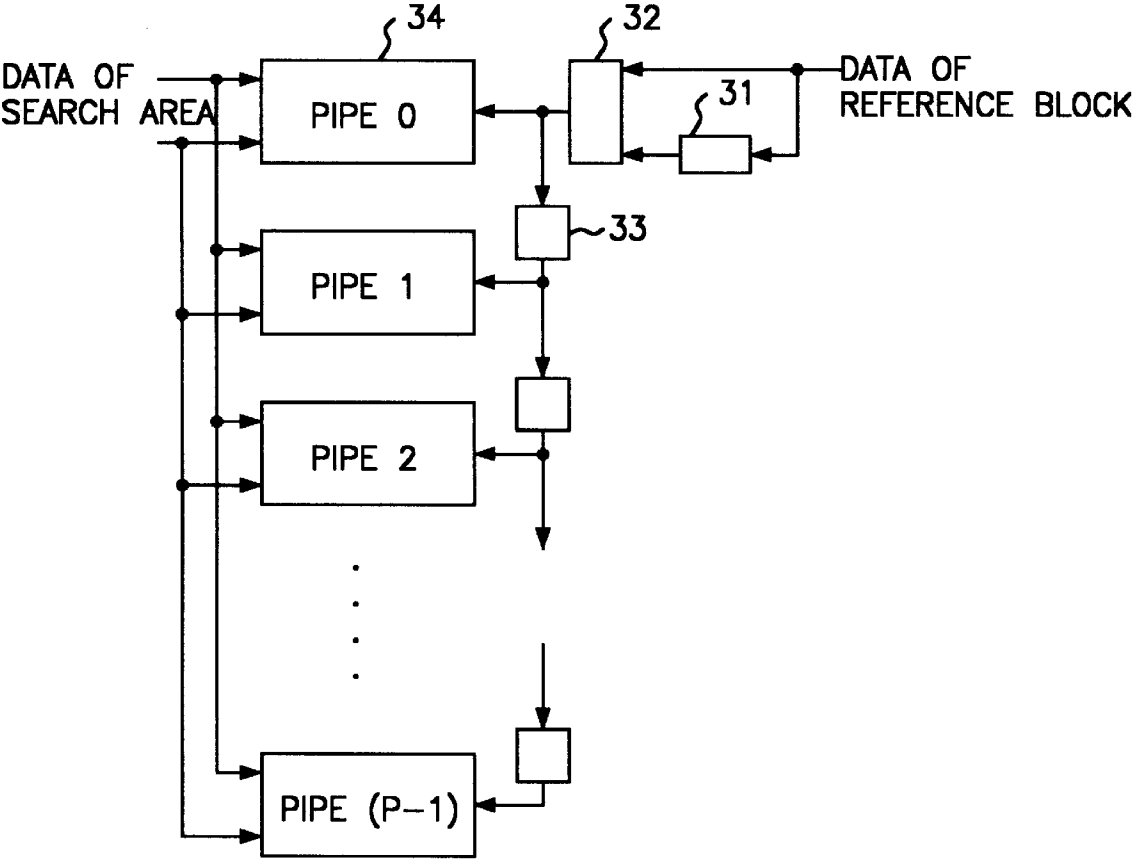 34
32
DATA OF
SEARCH AREA
PIPE 0
31
DATA OF
REFERENCE BLOCK
33
PIPE 1
PIPE 2
PIPE (P-1)